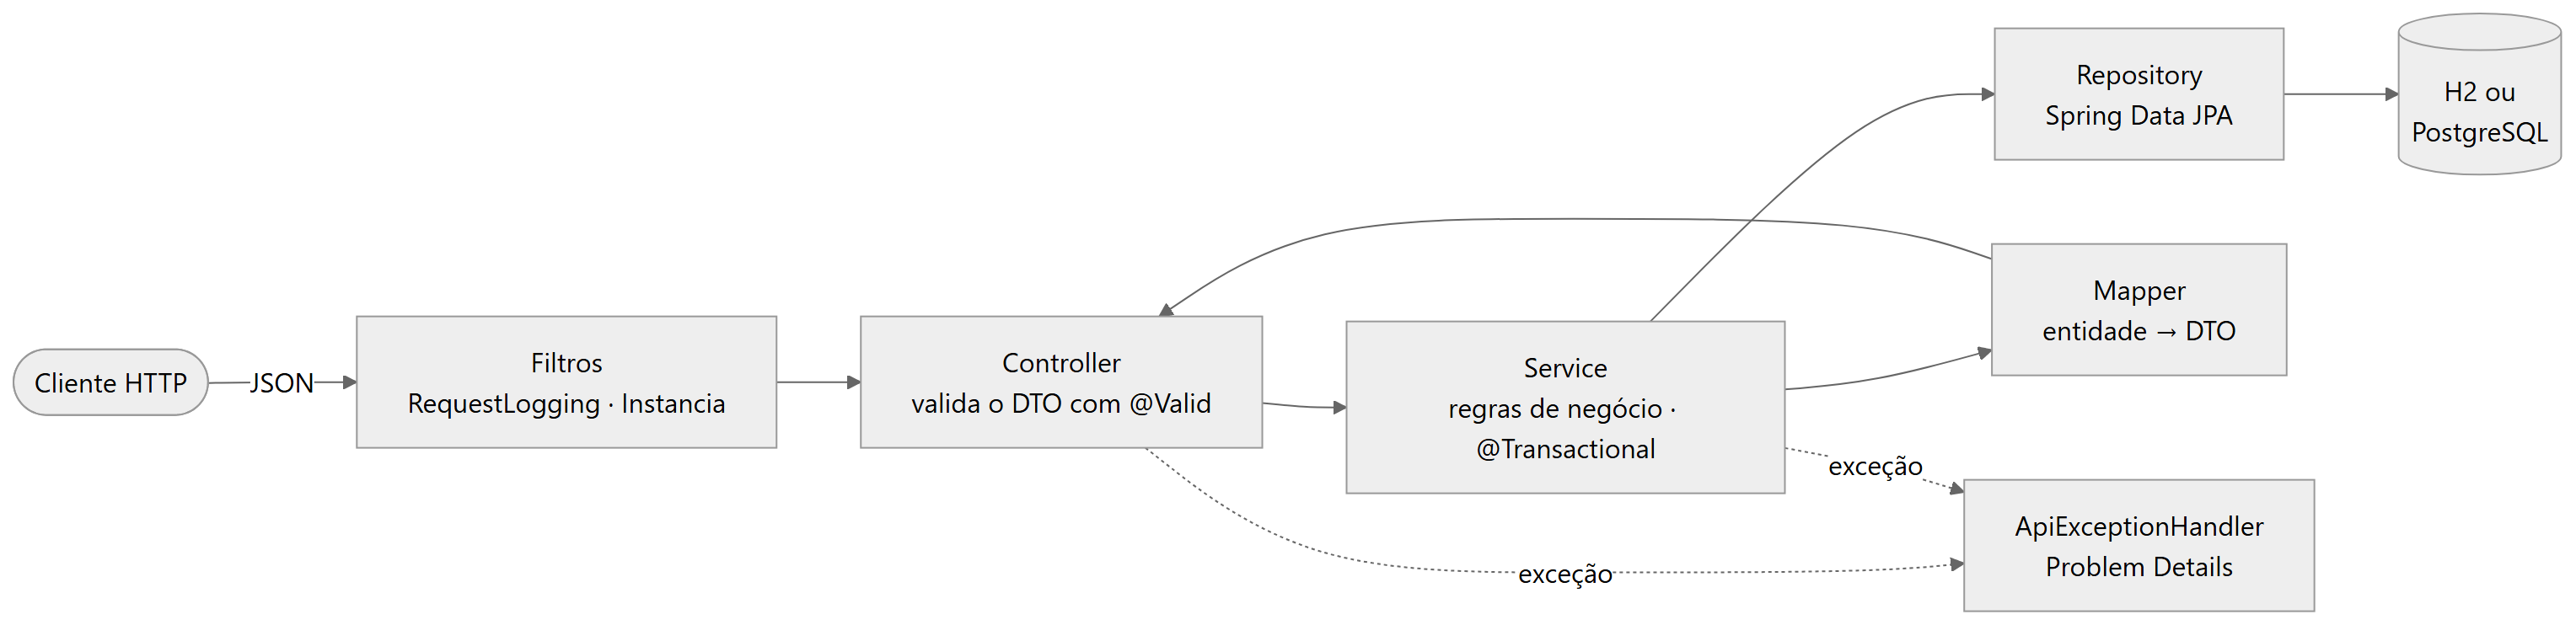 Cliente HTTP
JSON
Filtros
RequestLogging · Instancia
Controller
valida o DTO com @Valid
Service
regras de negócio ·
@Transactional
Repository
Spring Data JPA
H2 ou
PostgreSQL
Mapper
entidade → DTO
exceção
exceção
ApiExceptionHandler
Problem Details